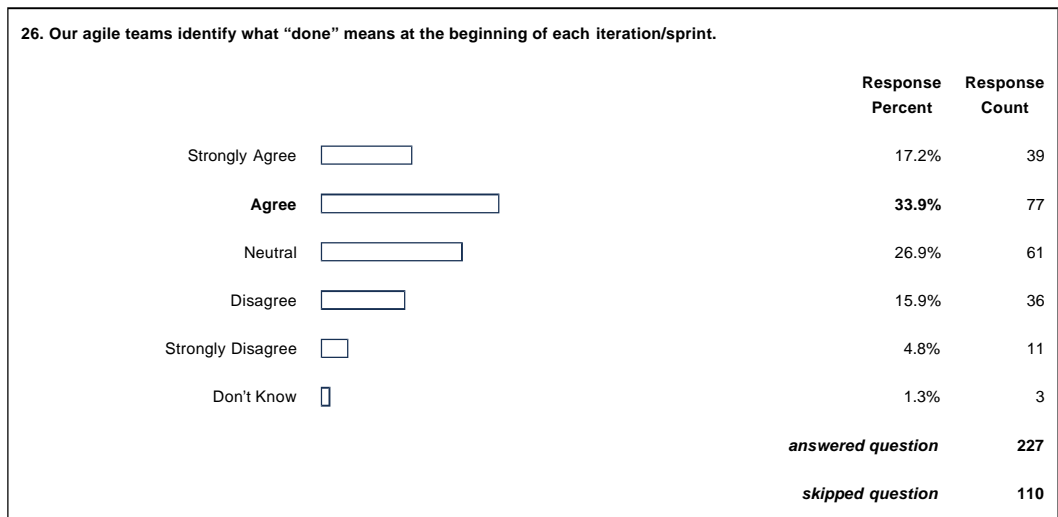 26. Our agile teams identify what “done” means at the beginning of each iteration/sprint.
Response Response
Percent Count
Strongly Agree 17.2% 39
Agree 33.9% 77
Neutral 26.9% 61
Disagree 15.9% 36
Strongly Disagree 4.8% 11
Don't Know 1.3% 3
answered question 227
skipped question 110